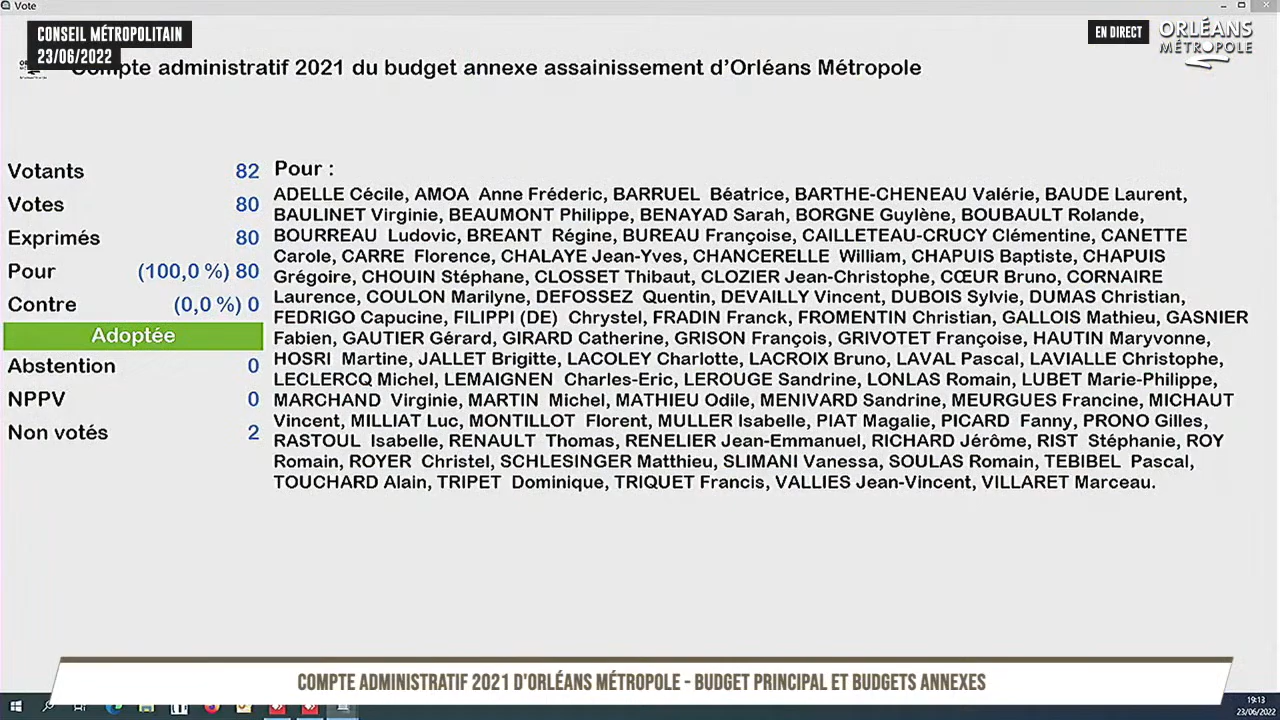 Vote
CONSEIL MÉTROPOLITAIN
23/06/2022
EN DIRECT
ORLÉANS
MÉTROPOLE
Compte administratif 2021 du budget annexe assainissement d’Orléans Métropole
Votants 82
Votes 80
Exprimés 80
Pour (100,0 %) 80
Contre (0,0 %) 0
Adoptée
Abstention 0
NPPV 0
Non votés 2
Pour :
ADELLE Cécile, AMOA Anne Fréderic, BARRUEL Béatrice, BARTHE-CHENEAU Valérie, BAUDE Laurent,
BAULINET Virginie, BEAUMONT Philippe, BENAYAD Sarah, BORGNE Guylène, BOUBAULT Rolande,
BOURREAU Ludovic, BREANT Régine, BUREAU Françoise, CAILLETEAU-CRUCY Clémentine, CANETTE
Carole, CARRE Florence, CHALAYE Jean-Yves, CHANCERELLE William, CHAPUIS Baptiste, CHAPUIS
Grégoire, CHOUIN Stéphane, CLOSSET Thibaut, CLOZIER Jean-Christophe, CŒUR Bruno, CORNAIRE
Laurence, COULON Marilyne, DEFOSSEZ Quentin, DEVAILLY Vincent, DUBOIS Sylvie, DUMAS Christian,
FEDRIGO Capucine, FILIPPI (DE) Chrystel, FRADIN Franck, FROMENTIN Christian, GALLOIS Mathieu, GASNIER
Fabien, GAUTIER Gérard, GIRARD Catherine, GRISON François, GRIVOTET Françoise, HAUTIN Maryvonne,
HOSRI Martine, JALLET Brigitte, LACOLEY Charlotte, LACROIX Bruno, LAVAL Pascal, LAVIALLE Christophe,
LECLERCQ Michel, LEMAIGNEN Charles-Eric, LEROUGE Sandrine, LONLAS Romain, LUBET Marie-Philippe,
MARCHAND Virginie, MARTIN Michel, MATHIEU Odile, MENIVARD Sandrine, MEURGUES Francine, MICHAUT
Vincent, MILLIAT Luc, MONTILLOT Florent, MULLER Isabelle, PIAT Magalie, PICARD Fanny, PRONO Gilles,
RASTOUL Isabelle, RENAULT Thomas, RENELIER Jean-Emmanuel, RICHARD Jérôme, RIST Stéphanie, ROY
Romain, ROYER Christel, SCHLESINGER Matthieu, SLIMANI Vanessa, SOULAS Romain, TEBIBEL Pascal,
TOUCHARD Alain, TRIPET Dominique, TRIQUET Francis, VALLIES Jean-Vincent, VILLARET Marceau.
COMPTE ADMINISTRATIF 2021 D'ORLÉANS MÉTROPOLE - BUDGET PRINCIPAL ET BUDGETS ANNEXES
19:13
23/06/2022